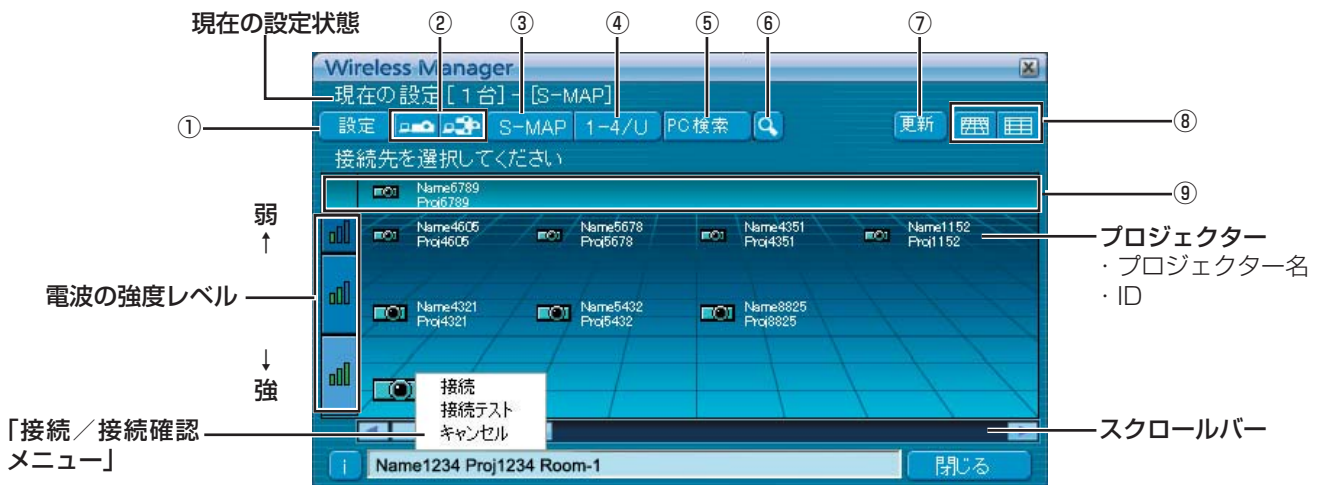 現在の設定状態
② ③ ④ ⑤ ⑥ ⑦
Wireless Manager
現在の設定[1台] - [S-MAP]
①
設定 S-MAP 1-4/U PC検索 更新
⑧
接続先を選択してください
Name6789
Proj6789
⑨
弱
↑
電波の強度レベル
↓
強
Name4605
Proj4605
Name5678
Proj5678
Name4351
Proj4351
Name1152
Proj1152
プロジェクター
・プロジェクター名
・ID
Name4321
Proj4321
Name5432
Proj5432
Name8825
Proj8825
接続
接続テスト
キャンセル
「接続/接続確認
メニュー」
スクロールバー
i Name1234 Proj1234 Room-1 閉じる